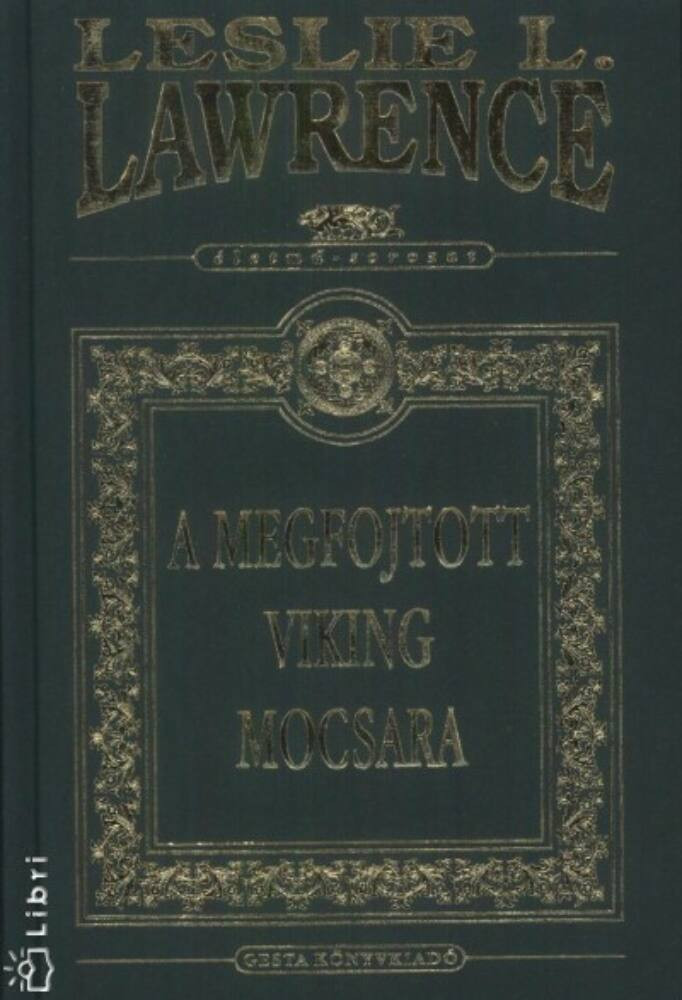 LESLIE L.
LAWRENCE
életmű-sorozat
A MEGFOJTOTT
VIKING
MOCSARA
GESTA KÖNYVKIADÓ
Libri